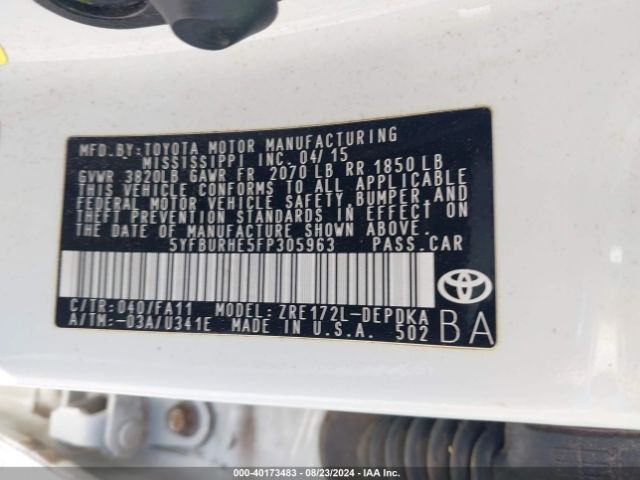 MFD.BY:TOYOTA MOTOR MANUFACTURING
MISSISSIPPI INC. 04/15
GVWR 3820LB GAWR FR 2070 LB RR 1850 LB
THIS VEHICLE CONFORMS TO ALL APPLICABLE
FEDERAL MOTOR VEHICLE SAFETY,BUMPER,AND
THEFT PREVENTION STANDARDS IN EFFECT ON
THE DATE OF MANUFACTURE SHOWN ABOVE.
5YFBURHE5FP305963 PASS.CAR
C/TR:040/FA11 MODEL: ZRE172L-DEPDKA
A/TM:-03A/U341E MADE IN U.S.A. 502
BA
000-40173483 - 08/23/2024 - IAA Inc.